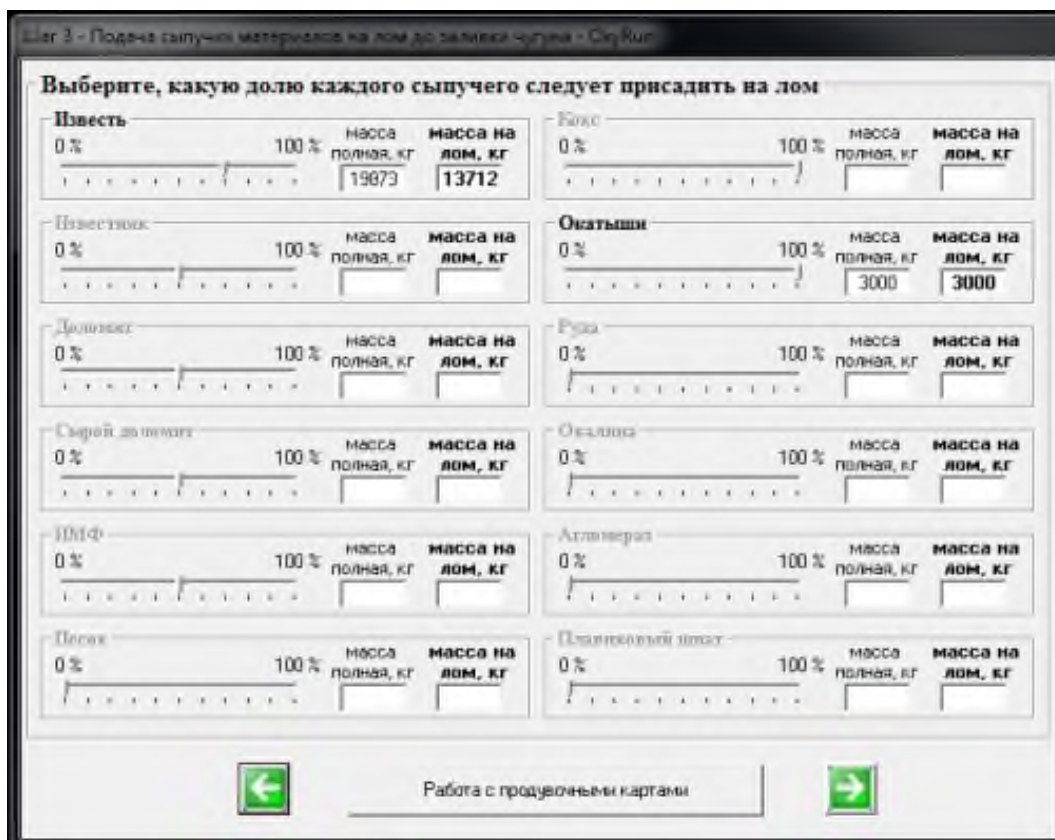 Шаг 3 - Подача сыпучих материалов на лом до заливки чугуна - OxyRun
Выберите, какую долю каждого сыпучего следует присадить на лом
Известь
0 % 100 % масса полная, кг масса на лом, кг
19873 13712
Кокс
0 % 100 % масса полная, кг масса на лом, кг
Известняк
0 % 100 % масса полная, кг масса на лом, кг
Окатыши
0 % 100 % масса полная, кг масса на лом, кг
3000 3000
Доломит
0 % 100 % масса полная, кг масса на лом, кг
Руда
0 % 100 % масса полная, кг масса на лом, кг
Сырой доломит
0 % 100 % масса полная, кг масса на лом, кг
Окалина
0 % 100 % масса полная, кг масса на лом, кг
ИМФ
0 % 100 % масса полная, кг масса на лом, кг
Агломерат
0 % 100 % масса полная, кг масса на лом, кг
Песок
0 % 100 % масса полная, кг масса на лом, кг
Плавиковый шпат
0 % 100 % масса полная, кг масса на лом, кг
Работа с продувочными картами